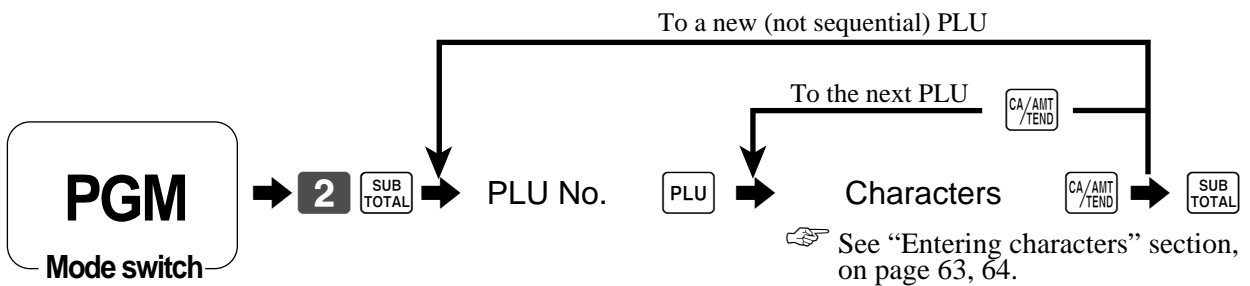 To a new (not sequential) PLU
To the next PLU
CA/AMT
/TEND
PGM
2
SUB
TOTAL
PLU No.
PLU
Characters
CA/AMT
/TEND
SUB
TOTAL
See “Entering characters” section,
on page 63, 64.
Mode switch